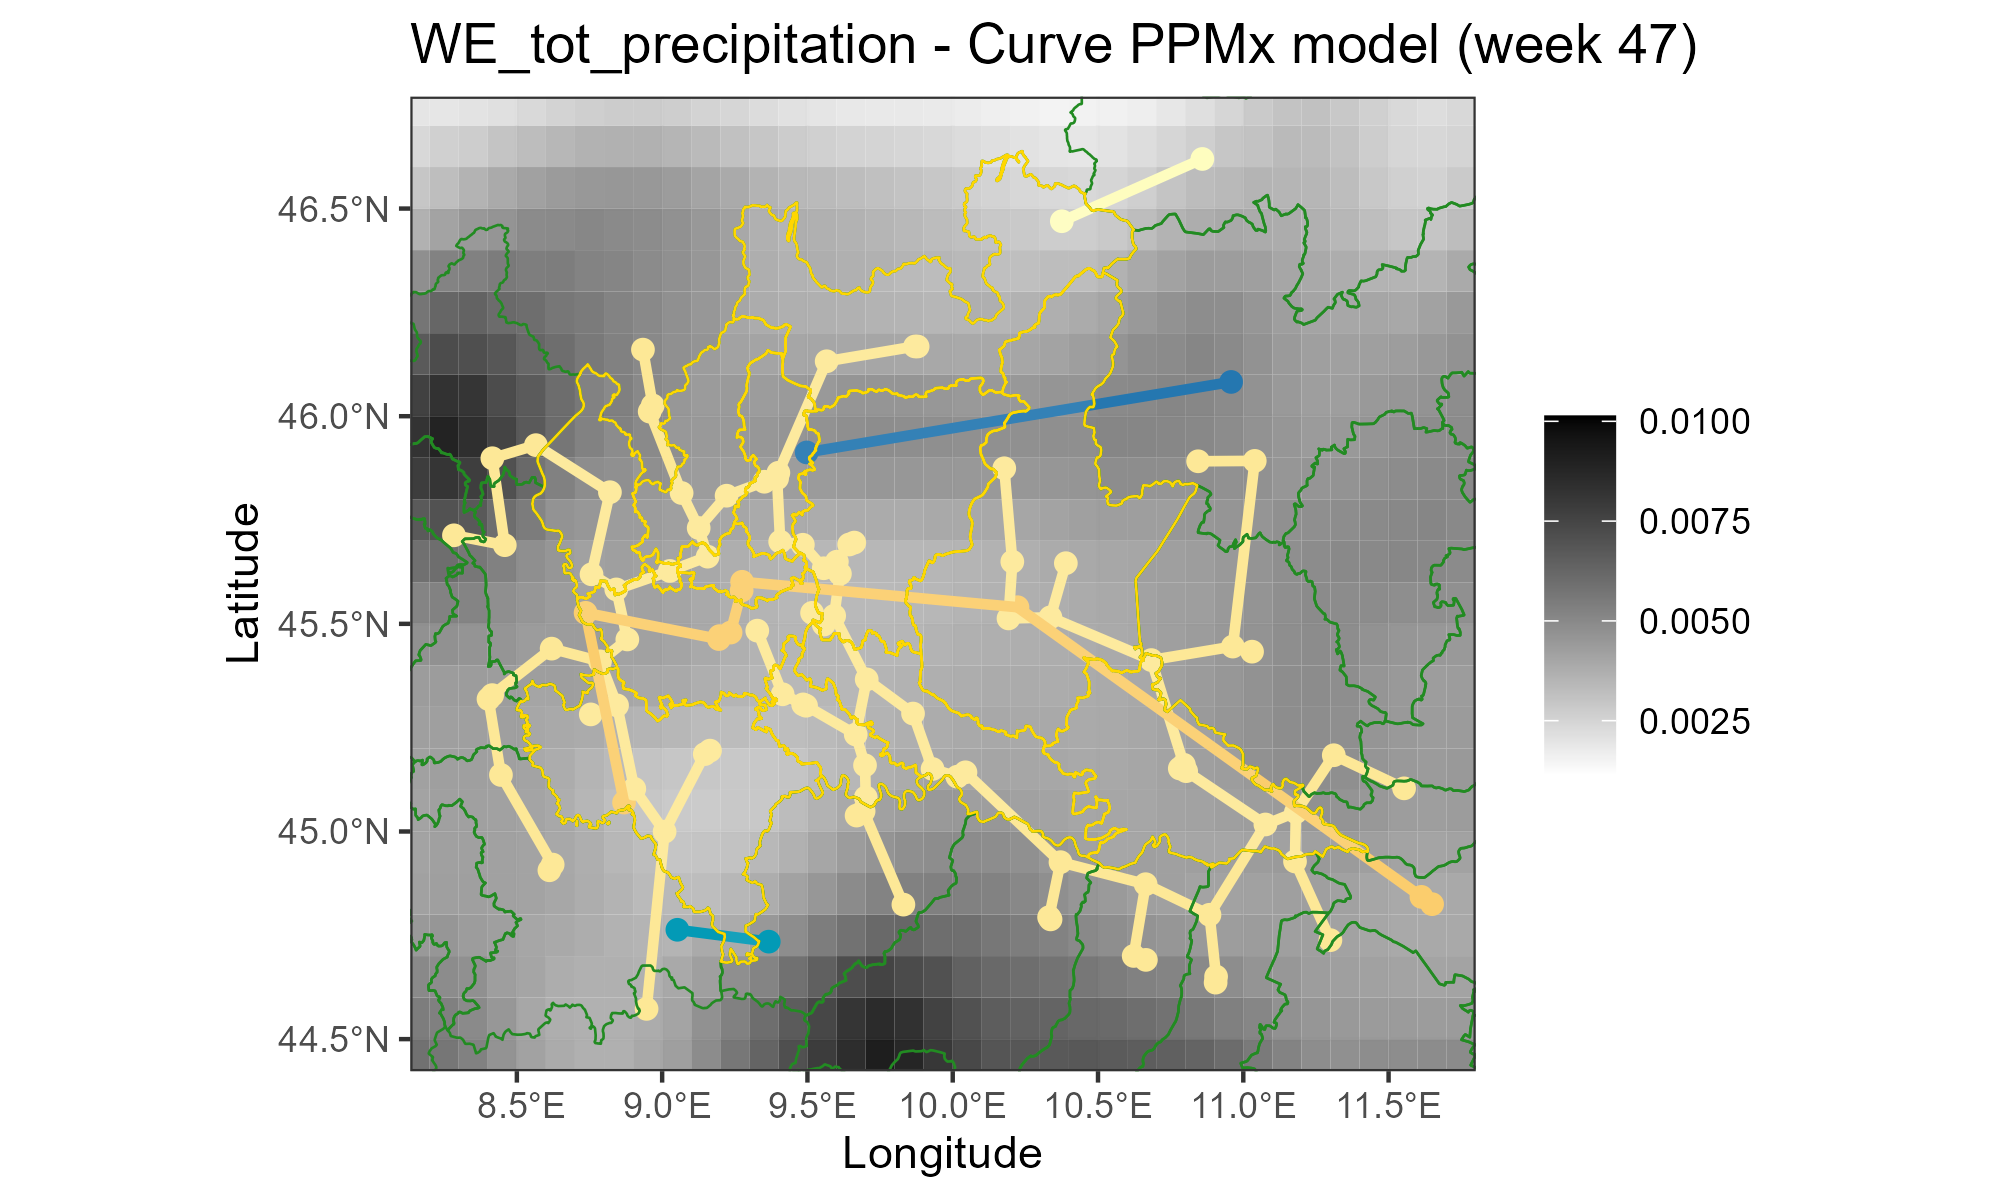 WE_tot_precipitation - Curve PPMx model (week 47)
46.5°N
46.0°N
45.5°N
45.0°N
44.5°N
Latitude
8.5°E
9.0°E
9.5°E
10.0°E
10.5°E
11.0°E
11.5°E
Longitude
0.0100
0.0075
0.0050
0.0025